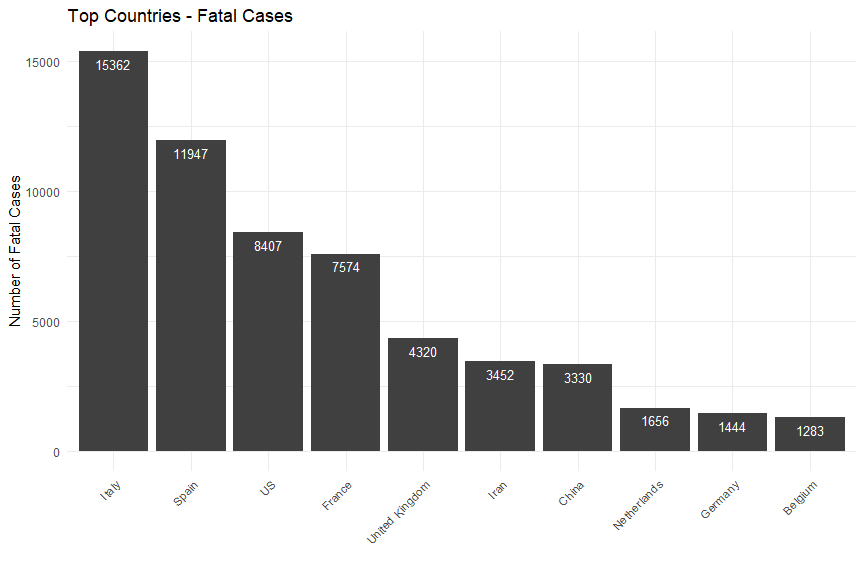 Top Countries - Fatal Cases
Number of Fatal Cases
15000
10000
5000
0
15362
11947
8407
7574
4320
3452
3330
1656
1444
1283
Italy
Spain
US
France
United Kingdom
Iran
China
Netherlands
Germany
Belgium